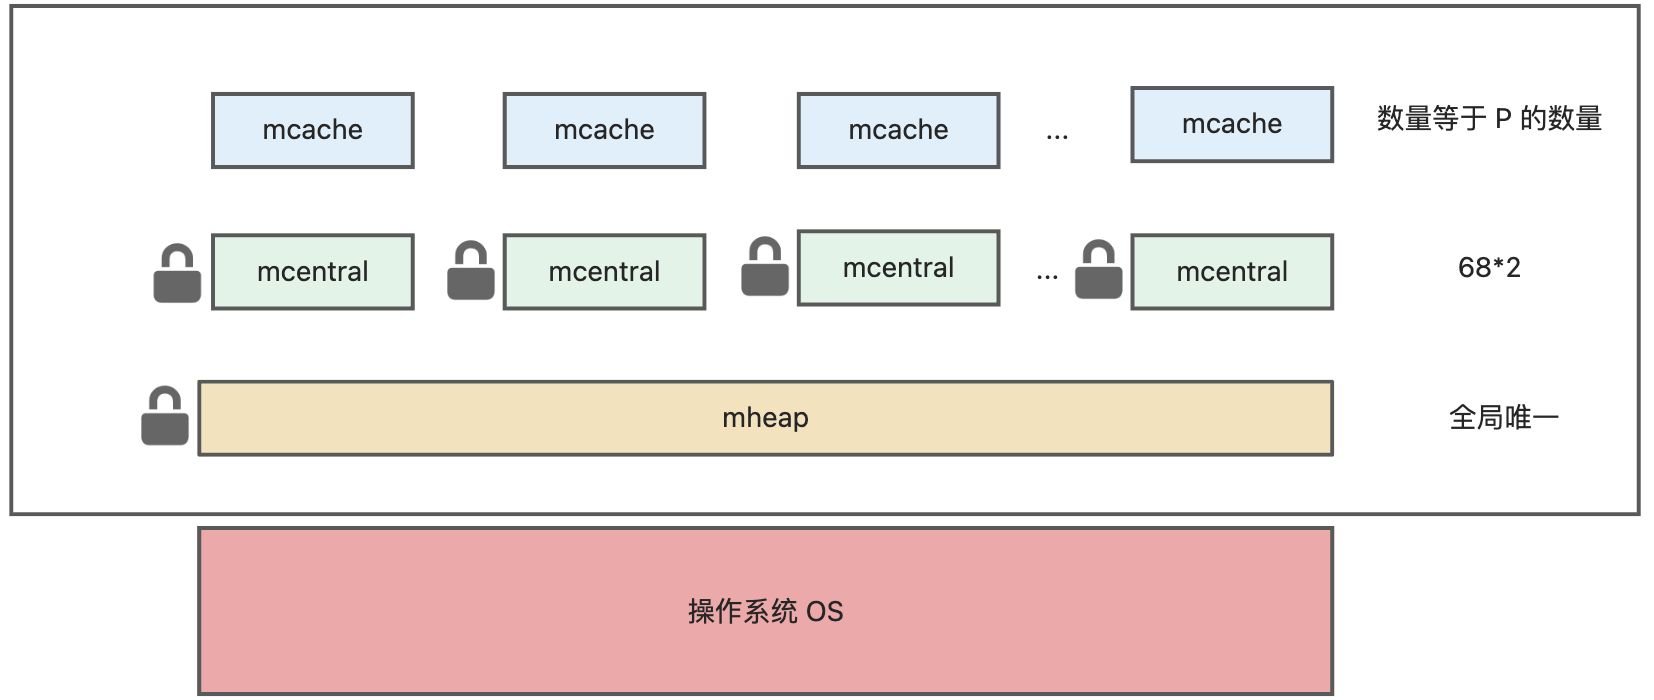 mcache mcache mcache ... mcache 数量等于 P 的数量
mcentral mcentral mcentral ... mcentral 68*2
mheap 全局唯一
操作系统 OS